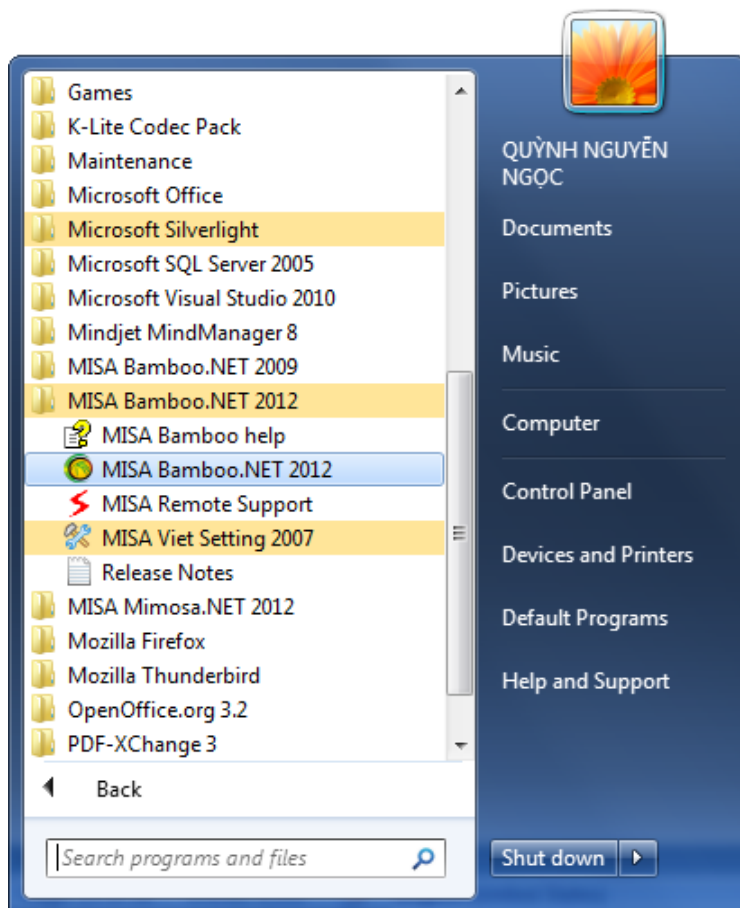 Games
K-Lite Codec Pack
Maintenance
Microsoft Office
Microsoft Silverlight
Microsoft SQL Server 2005
Microsoft Visual Studio 2010
Mindjet MindManager 8
MISA Bamboo.NET 2009
MISA Bamboo.NET 2012
MISA Bamboo help
MISA Bamboo.NET 2012
MISA Remote Support
MISA Viet Setting 2007
Release Notes
MISA Mimosa.NET 2012
Mozilla Firefox
Mozilla Thunderbird
OpenOffice.org 3.2
PDF-XChange 3
Back
Search programs and files
QUỲNH NGUYỄN
NGỌC
Documents
Pictures
Music
Computer
Control Panel
Devices and Printers
Default Programs
Help and Support
Shut down